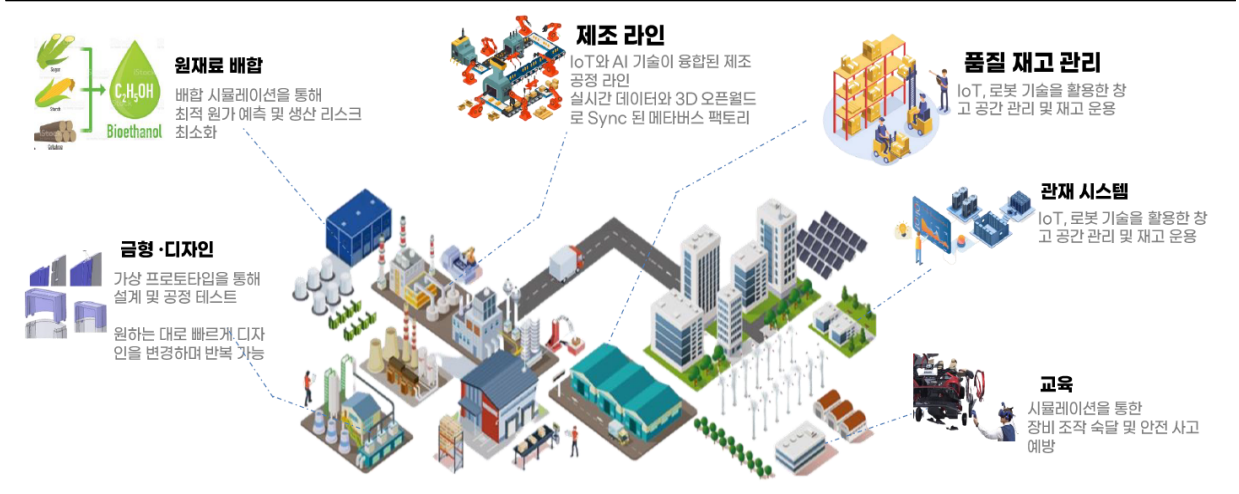 원재료 배합
배합 시뮬레이션을 통해
최적 원가 예측 및 생산 리스크
최소화
C₂H₅OH
Bioethanol
제조 라인
IoT와 AI 기술이 융합된 제조
공정 라인
실시간 데이터와 3D 오픈월드
로 Sync 된 메타버스 팩토리
품질 재고 관리
IoT, 로봇 기술을 활용한 창
고 공간 관리 및 재고 운용
관재 시스템
IoT, 로봇 기술을 활용한 창
고 공간 관리 및 재고 운용
금형 ·디자인
가상 프로토타입을 통해
설계 및 공정 테스트
원하는 대로 빠르게 디자
인을 변경하며 반복 가능
교육
시뮬레이션을 통한
장비 조작 숙달 및 안전 사고
예방